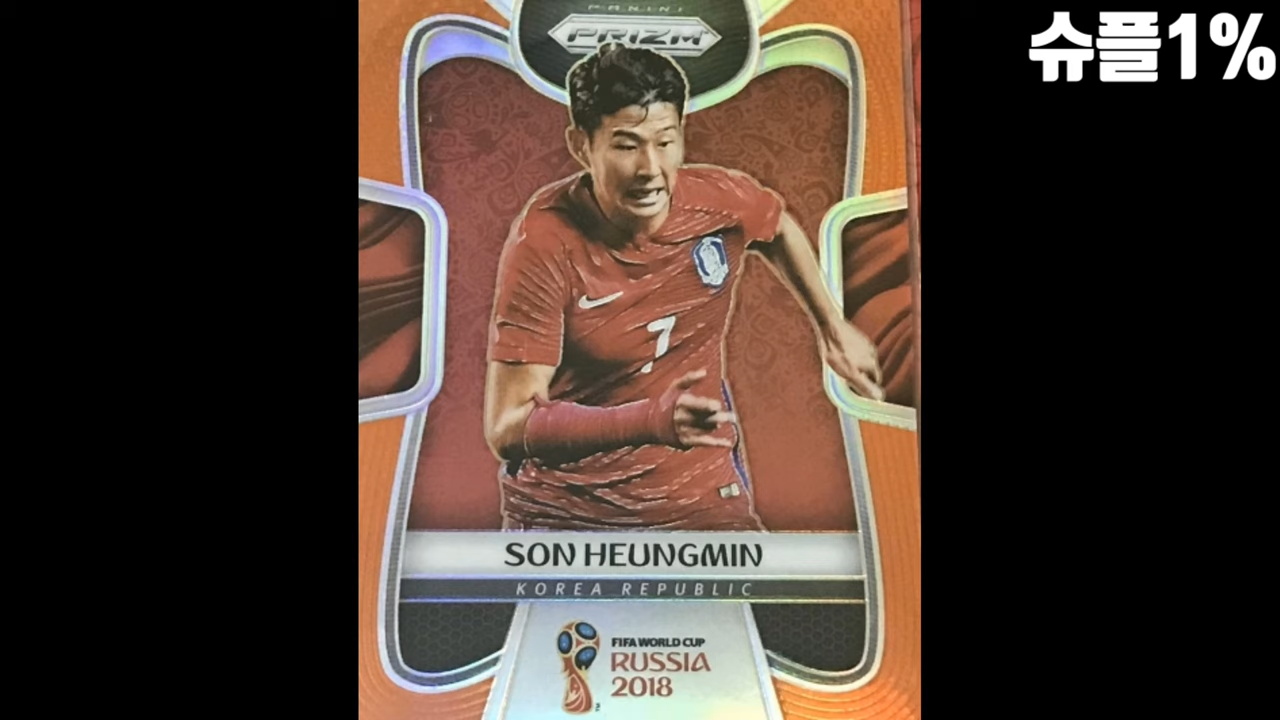 PANINI
PRIZM
슈플1%
7
SON HEUNGMIN
KOREA REPUBLIC
FIFA WORLD CUP
RUSSIA
2018